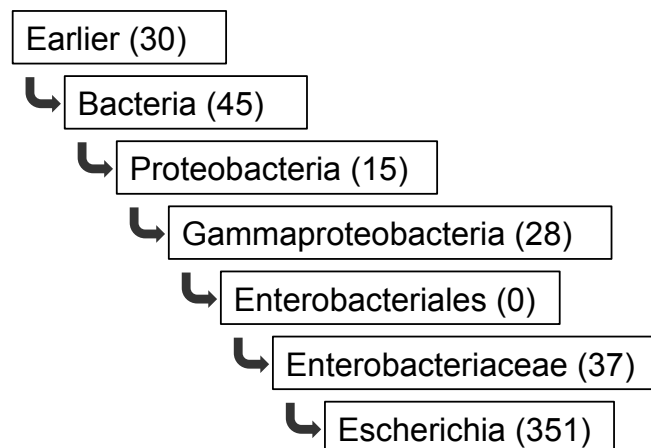 Earlier (30)
Bacteria (45)
Proteobacteria (15)
Gammaproteobacteria (28)
Enterobacteriales (0)
Enterobacteriaceae (37)
Escherichia (351)